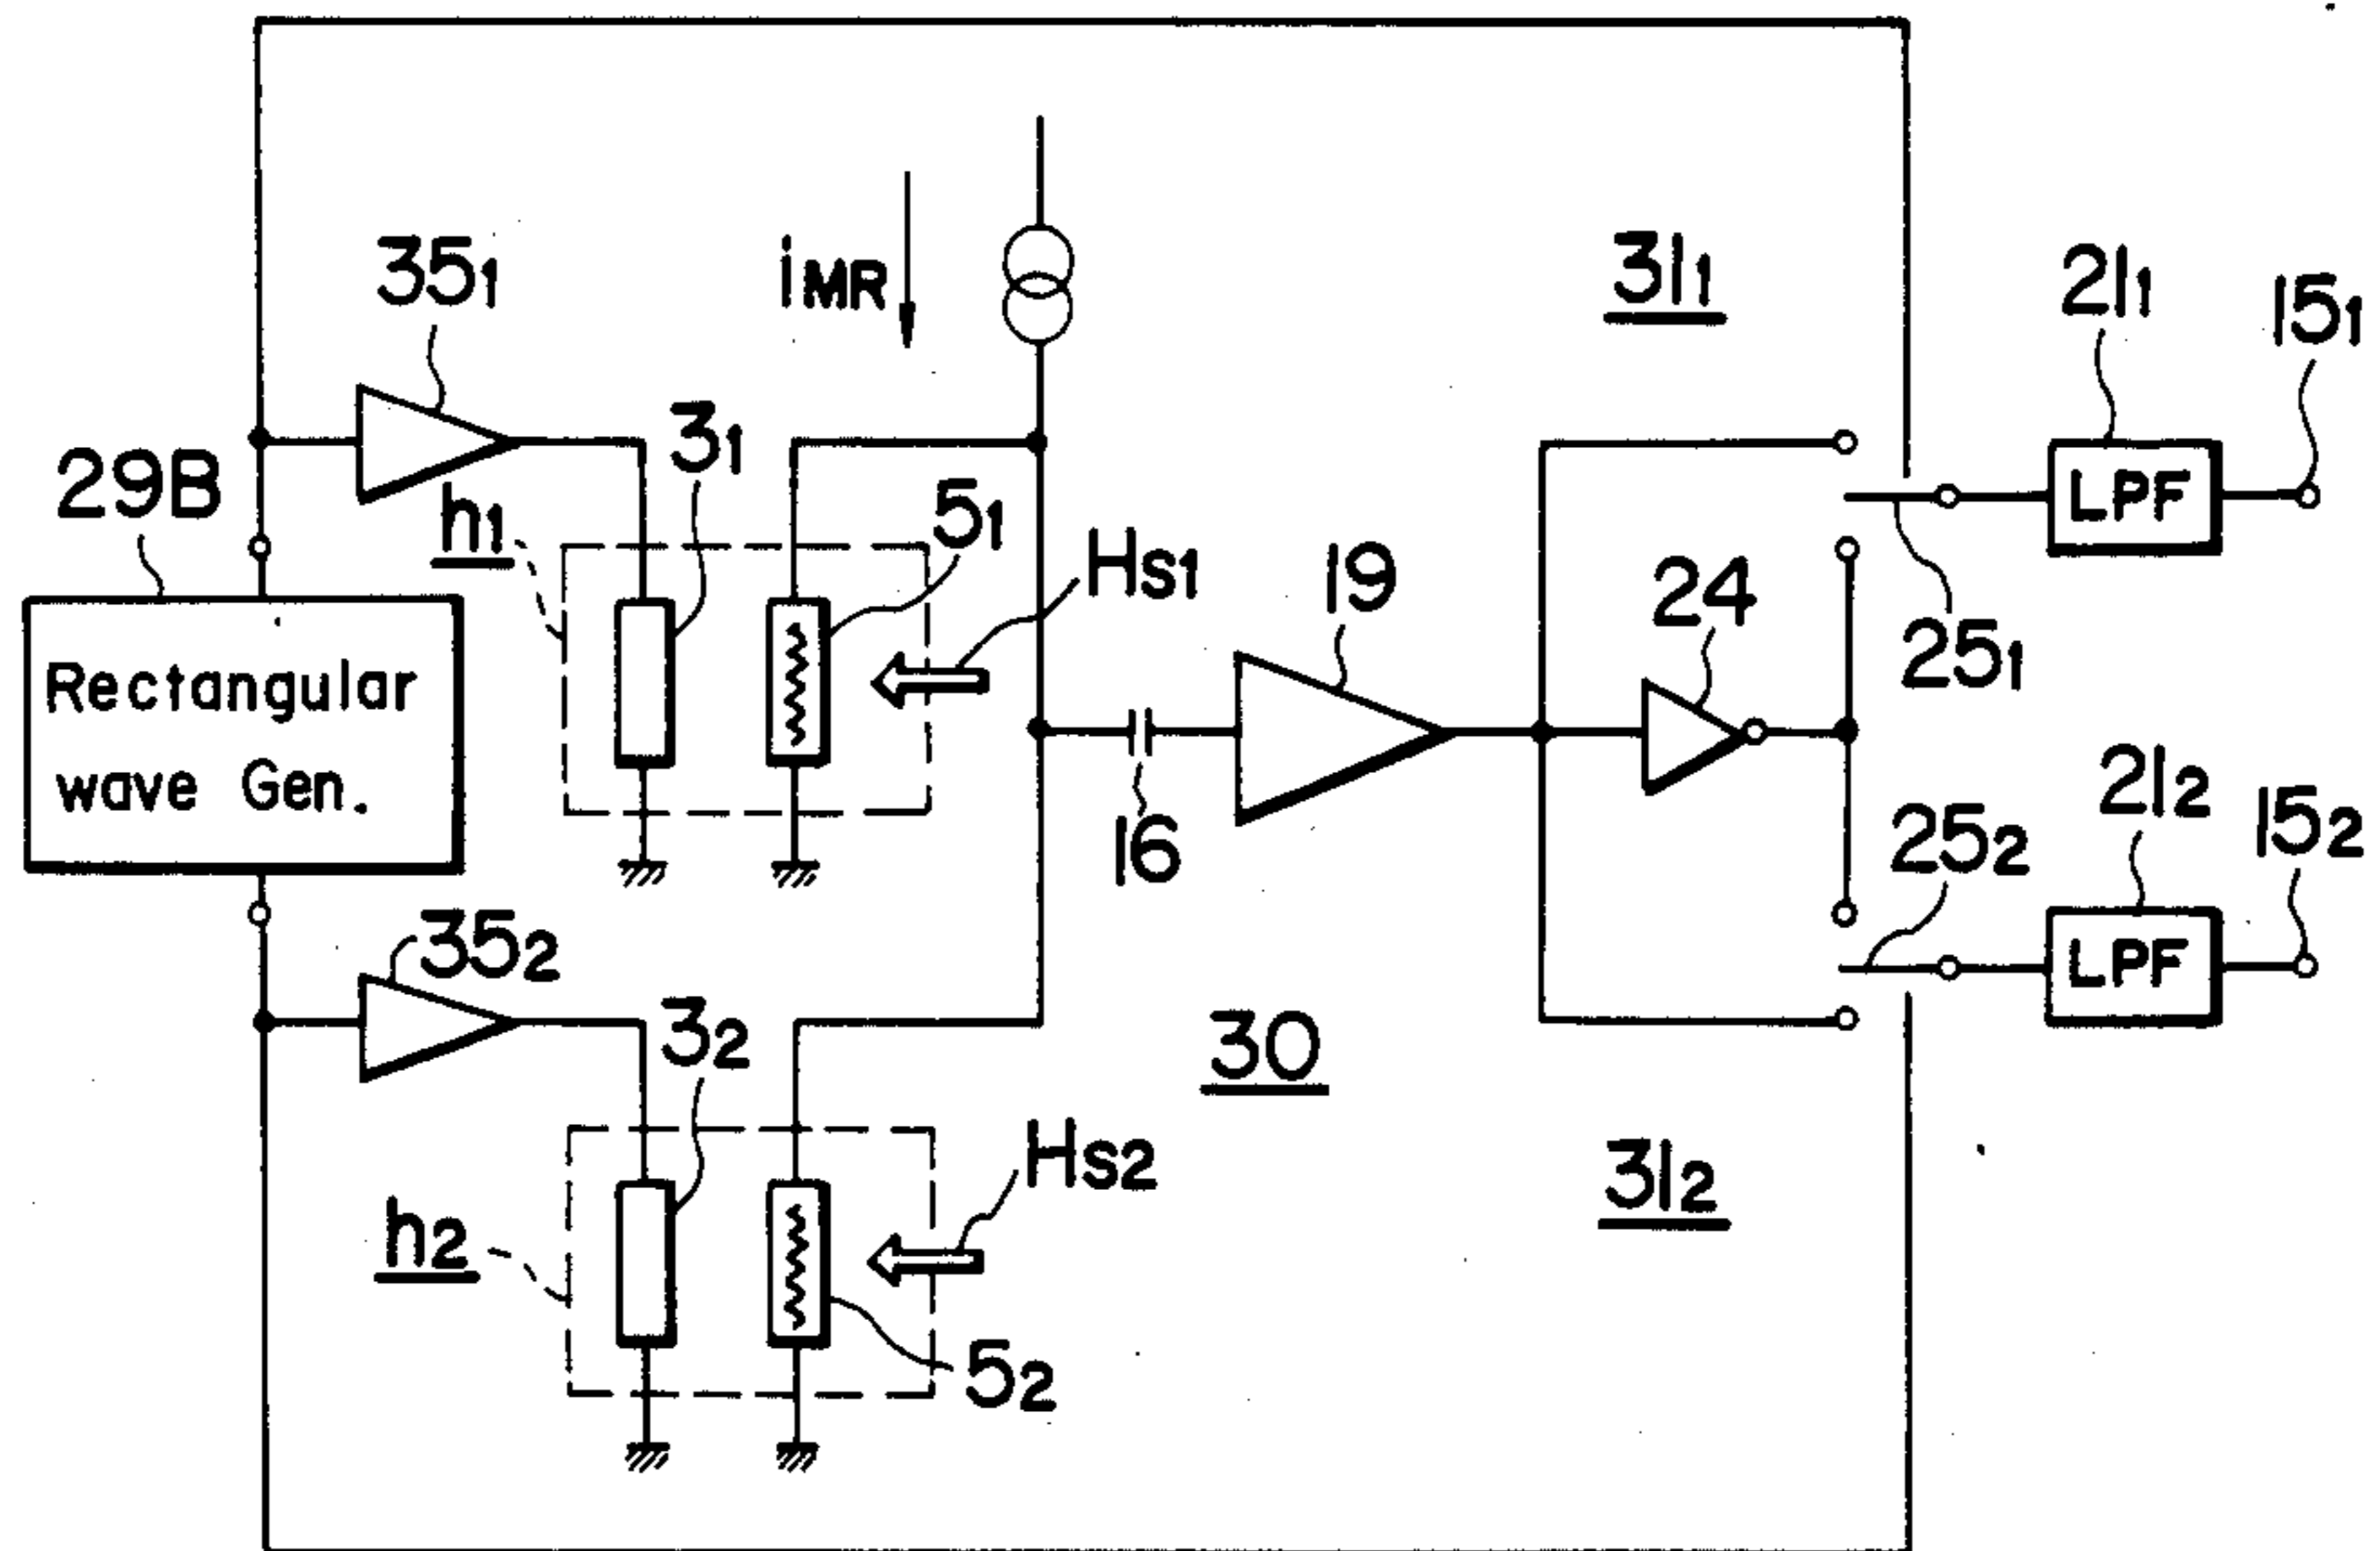 35₁
iMR
31₁
21₁
15₁
29B
h₁
3₁
5₁
Hs1
19
24
25₁
LPF
Rectangular
wave Gen.
16
25₂
21₂
15₂
35₂
3₂
30
LPF
h₂
Hs2
31₂
5₂